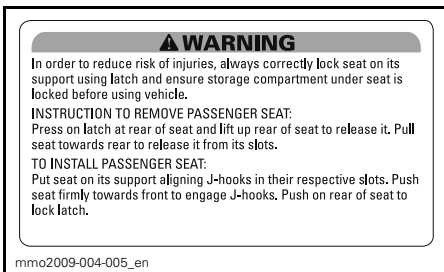 ⚠WARNING
In order to reduce risk of injuries, always correctly lock seat on its
support using latch and ensure storage compartment under seat is
locked before using vehicle.
INSTRUCTION TO REMOVE PASSENGER SEAT:
Press on latch at rear of seat and lift up rear of seat to release it. Pull
seat towards rear to release it from its slots.
TO INSTALL PASSENGER SEAT:
Put seat on its support aligning J-hooks in their respective slots. Push
seat firmly towards front to engage J-hooks. Push on rear of seat to
lock latch.
mmo2009-004-005_en